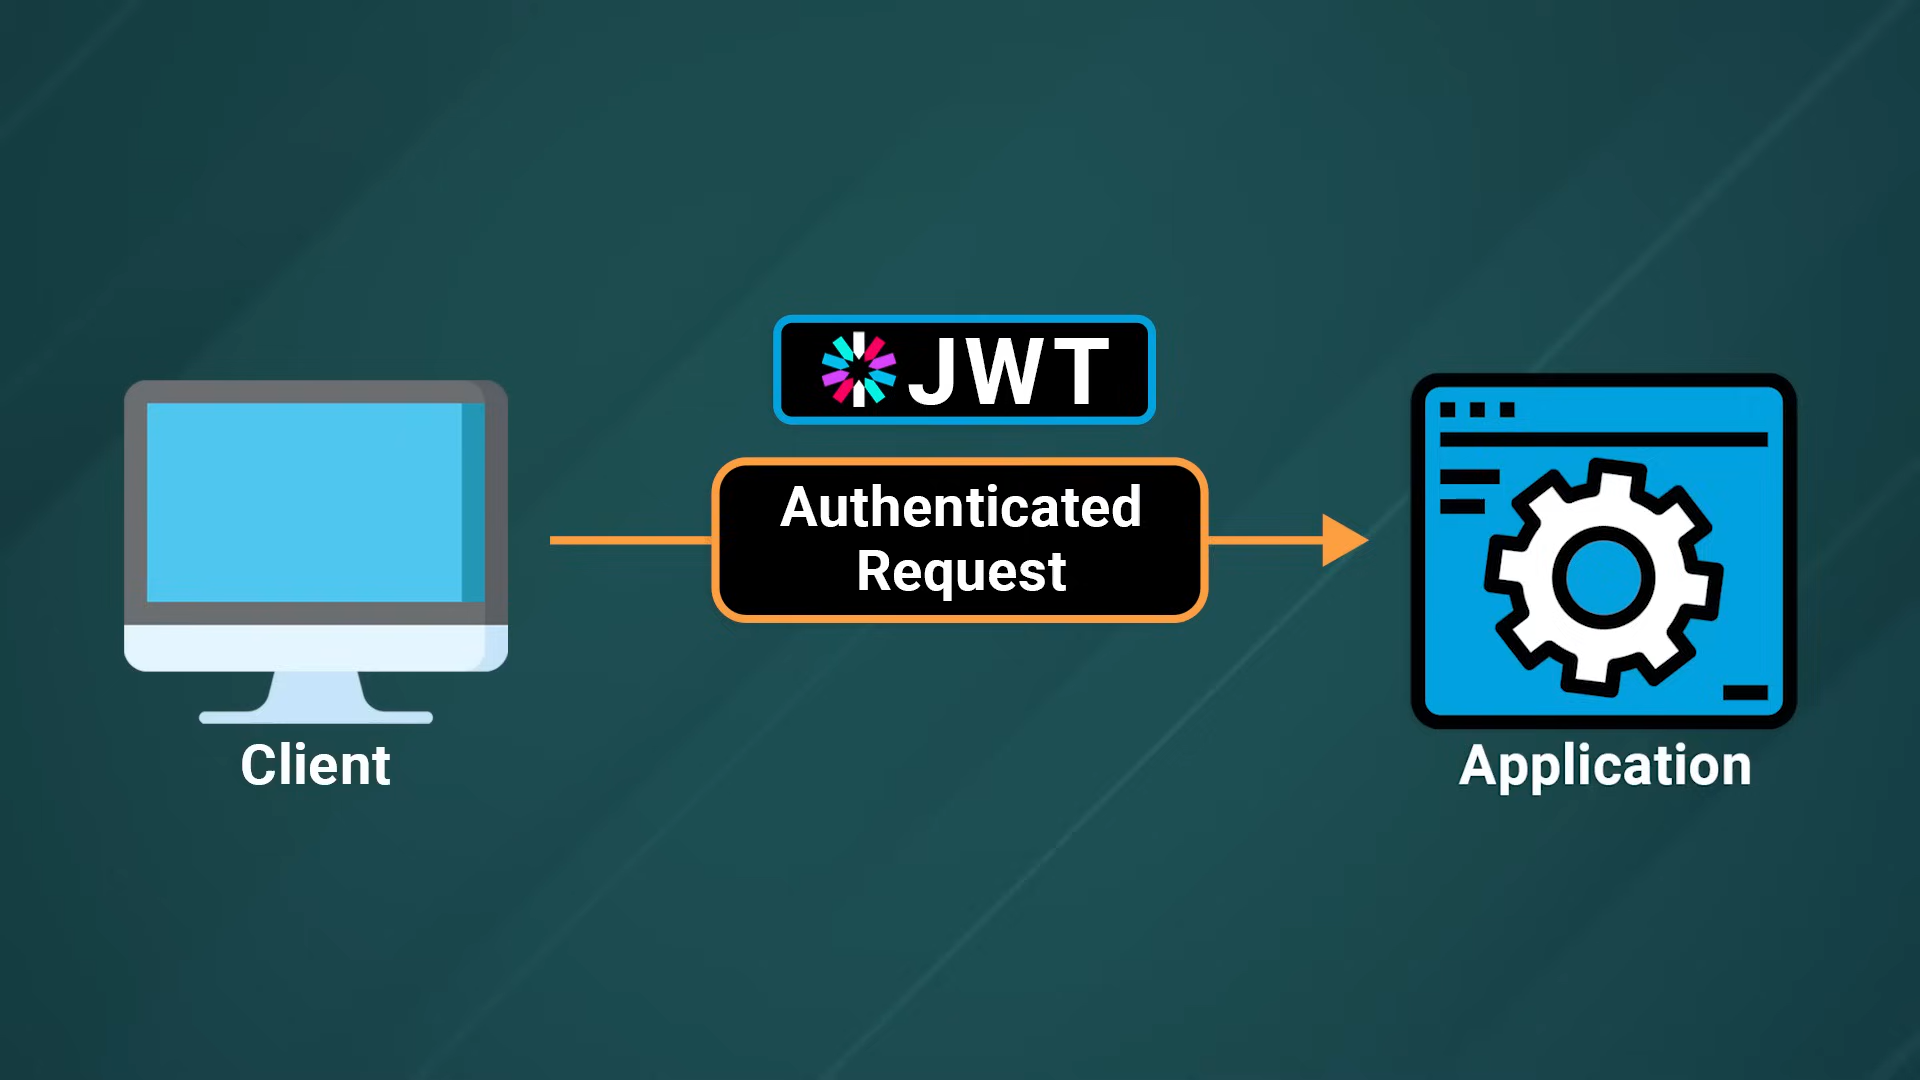 JWT
Authenticated
Request
Client
Application